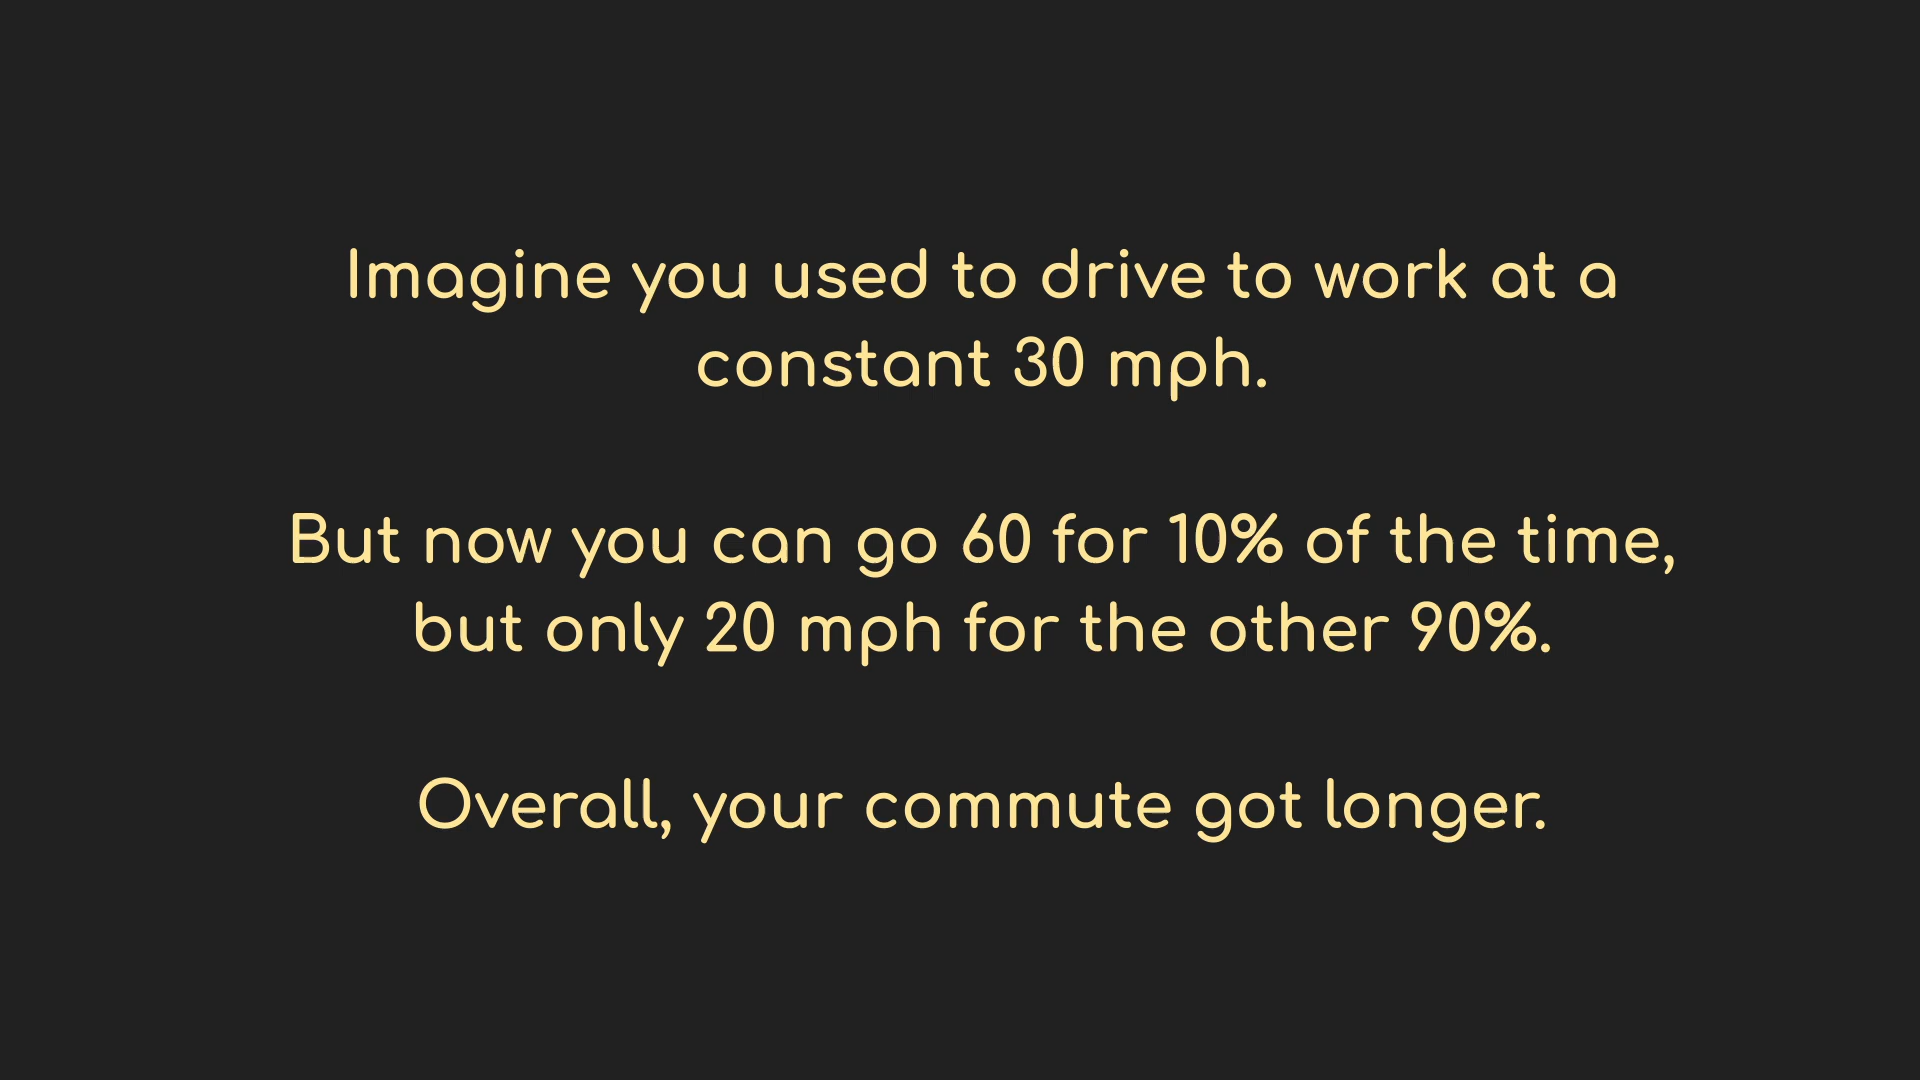 Imagine you used to drive to work at a
constant 30 mph.
But now you can go 60 for 10% of the time,
but only 20 mph for the other 90%.
Overall, your commute got longer.